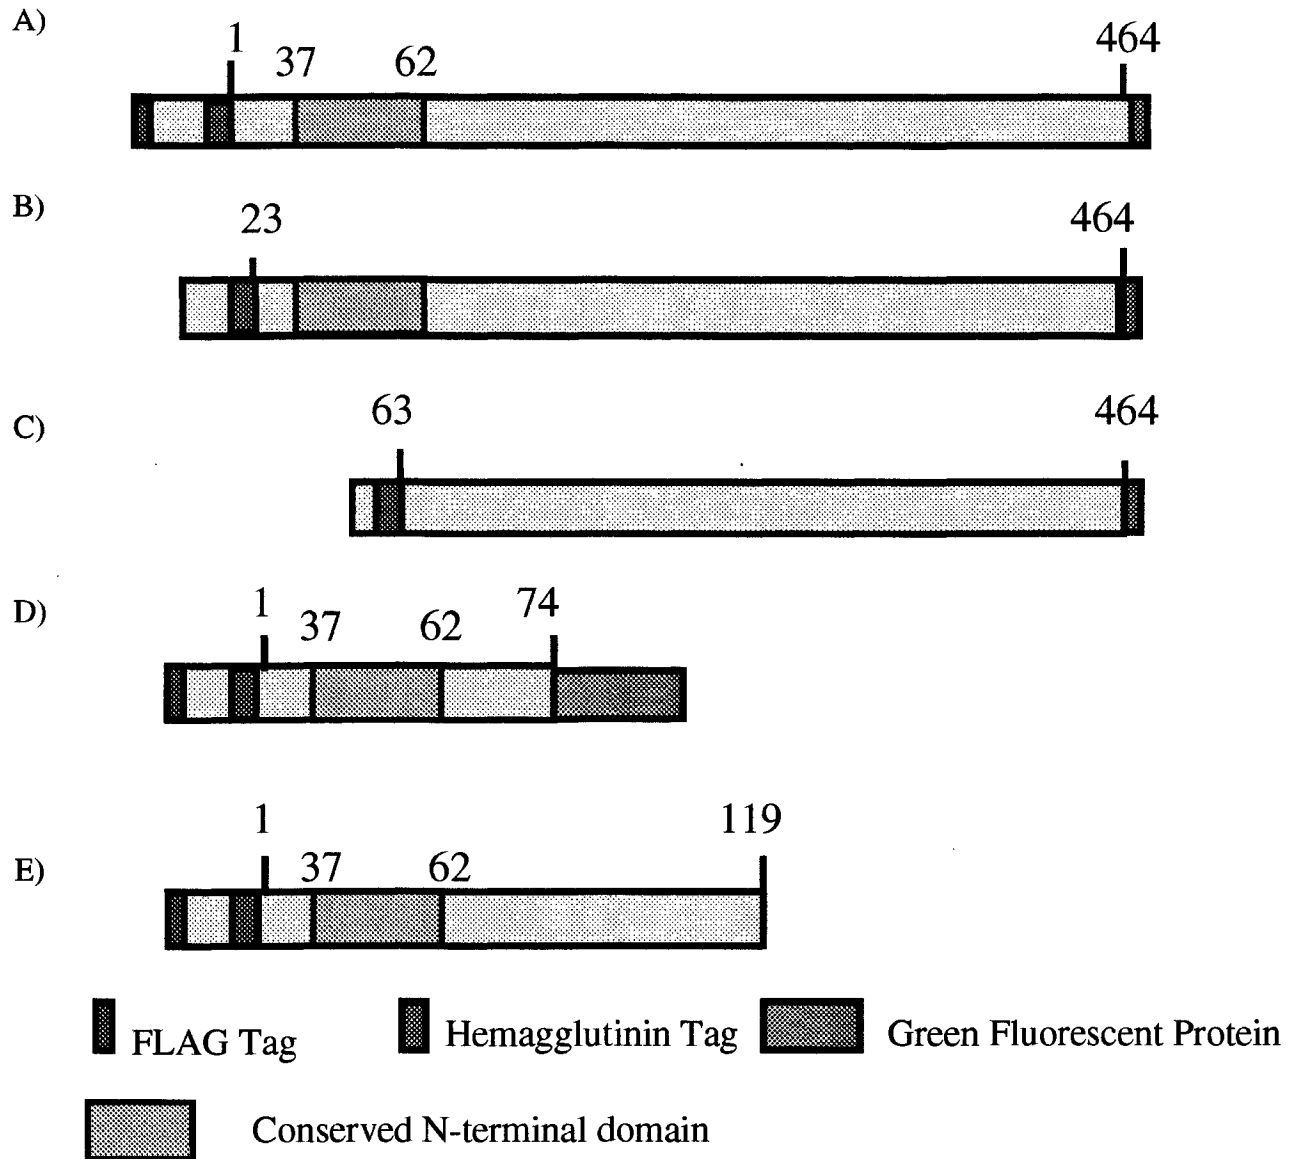 A)
1 37 62 464
B)
23 464
C)
63 464
D)
1 37 62 74
E)
1 37 62 119
FLAG Tag Hemagglutinin Tag Green Fluorescent Protein
Conserved N-terminal domain